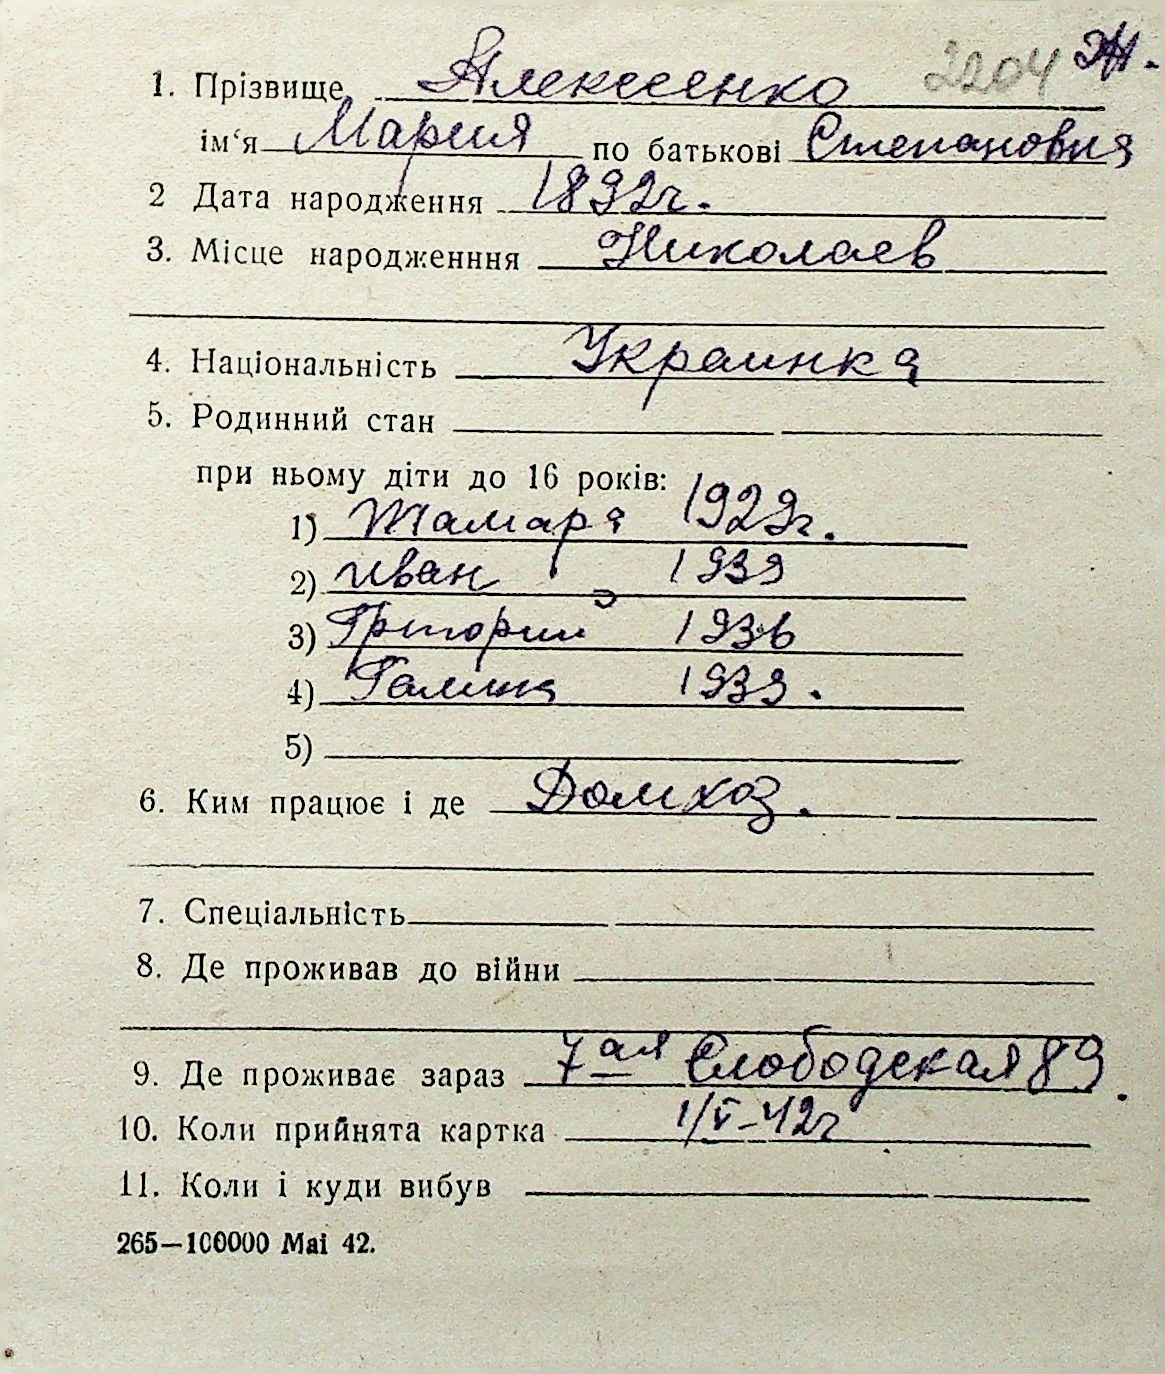 2204 Ж.
1. Прізвище Алексеенко
ім‘я Мария по батькові Степановна
2 Дата народження 1892г.
3. Місце народженння Николаев
4. Національність Украинка
5. Родинний стан
при ньому діти до 16 років:
1) Тамара 1929г.
2) Иван 1939
3) Григорий 1936
4) Галина 1939.
5)
6. Ким працює і де Домхоз.
7. Спеціальність
8. Де проживав до війни
9. Де проживає зараз 7ая Слободская 89.
10. Коли прийнята картка 1/V-42г
11. Коли і куди вибув
265—100000 Mai 42.